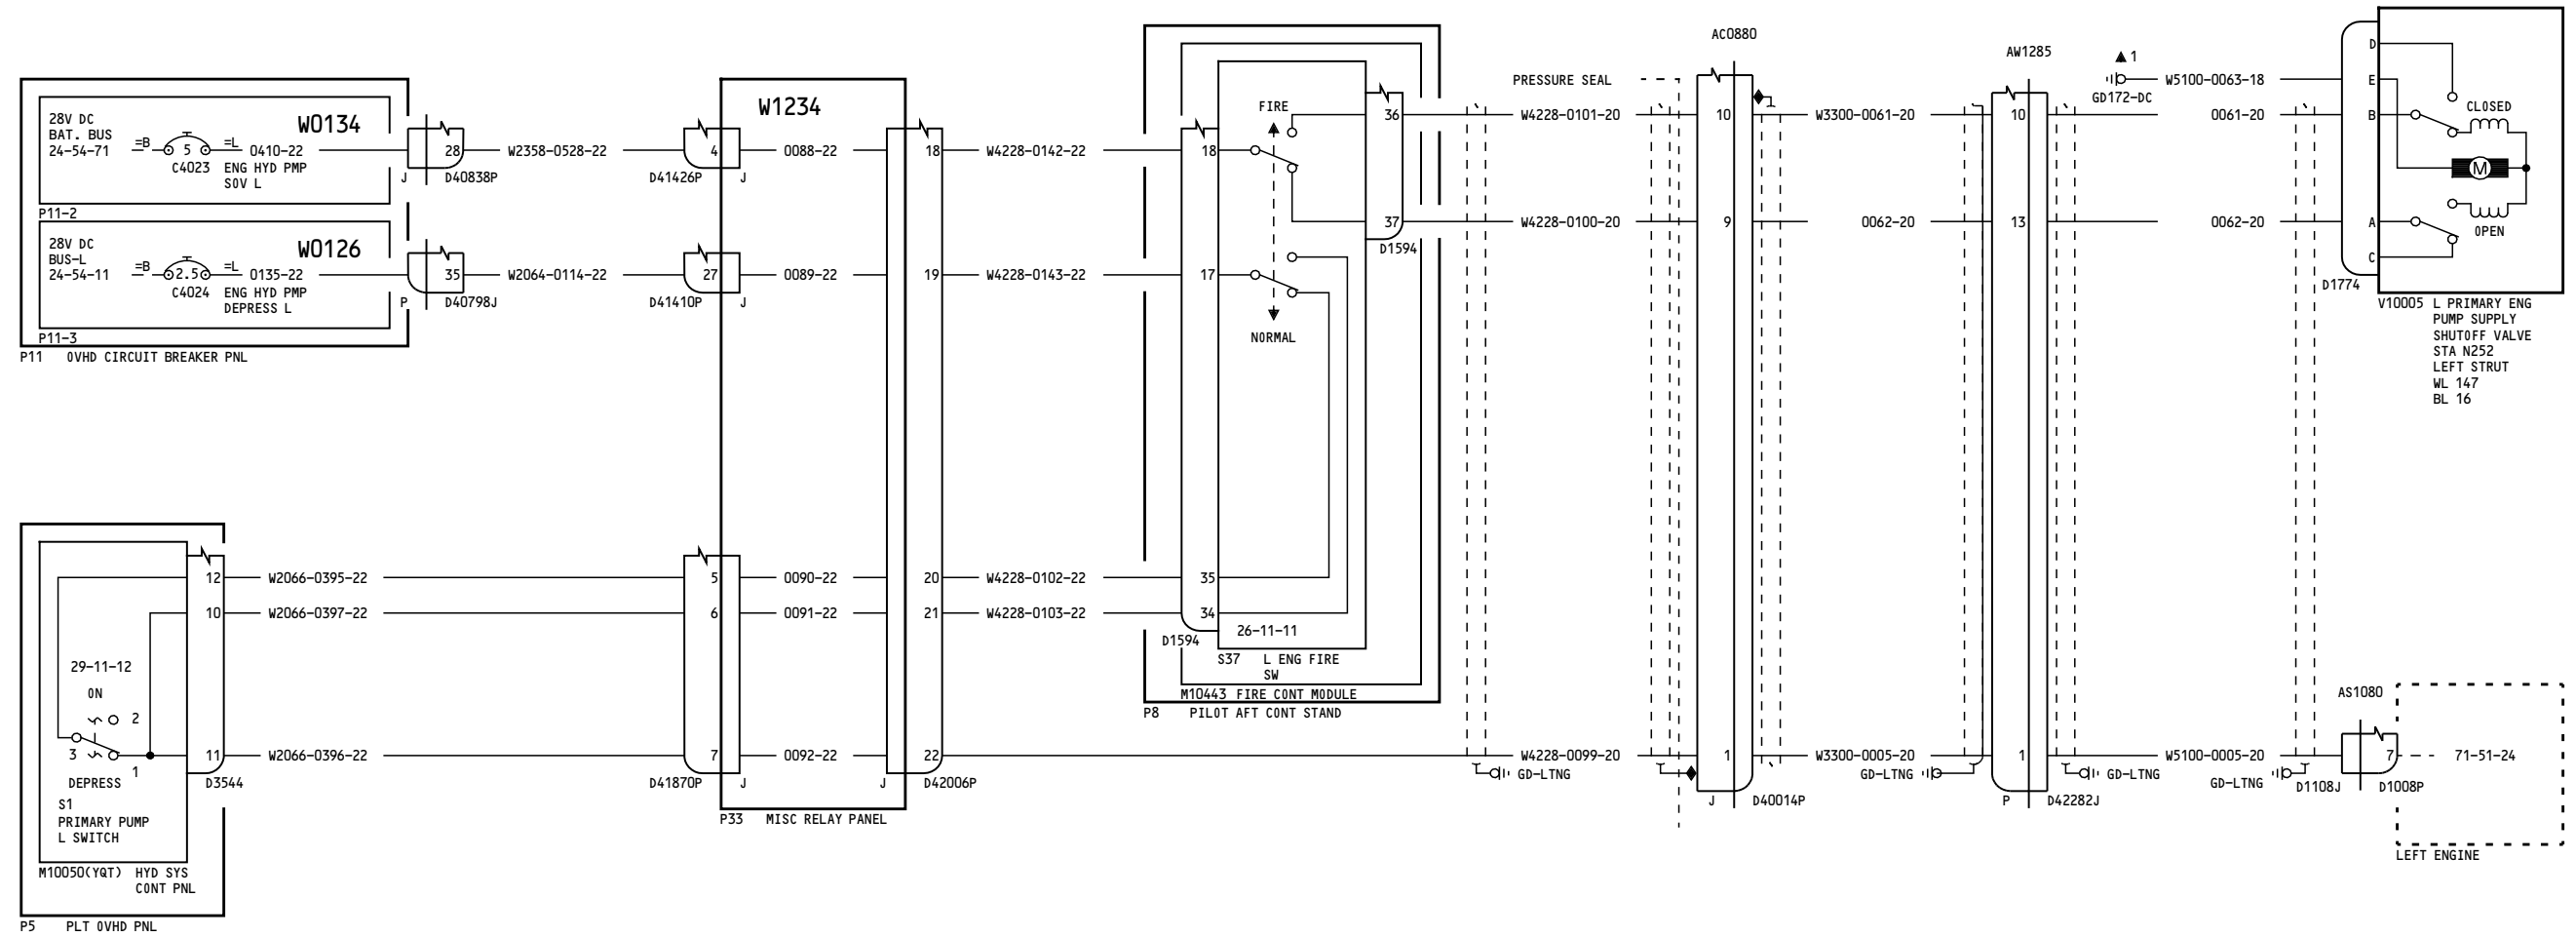 28V DC
BAT. BUS
24-54-71
=B
5
=L
W0134
0410-22
C4023
ENG HYD PMP
SOV L
P11-2
28V DC
BUS-L
24-54-11
=B
2.5
=L
W0126
0135-22
C4024
ENG HYD PMP
DEPRESS L
P11-3
P11 OVHD CIRCUIT BREAKER PNL
28
J
D40838P
35
P
D40798J
W2358-0528-22
W2064-0114-22
4
D41426P
J
27
D41410P
J
W1234
0088-22
0089-22
18
19
W4228-0142-22
W4228-0143-22
12
10
11
D3544
29-11-12
ON
2
3
1
DEPRESS
S1
PRIMARY PUMP
L SWITCH
M10050(YQT) HYD SYS
CONT PNL
P5 PLT OVHD PNL
W2066-0395-22
W2066-0397-22
W2066-0396-22
5
6
7
D41870P
J
0090-22
0091-22
0092-22
20
21
22
J
D42006P
P33 MISC RELAY PANEL
W4228-0102-22
W4228-0103-22
18
17
35
34
D1594
FIRE
NORMAL
36
37
D1594
26-11-11
S37 L ENG FIRE
SW
M10443 FIRE CONT MODULE
P8 PILOT AFT CONT STAND
PRESSURE SEAL
W4228-0101-20
W4228-0100-20
W4228-0099-20
GD-LTNG
AC0880
10
9
1
J
D40014P
W3300-0061-20
0062-20
W3300-0005-20
GD-LTNG
AW1285
10
13
1
P
D42282J
1
GD172-DC
W5100-0063-18
0061-20
0062-20
W5100-0005-20
GD-LTNG
GD-LTNG
D
E
B
A
C
D1774
CLOSED
M
OPEN
V10005 L PRIMARY ENG
PUMP SUPPLY
SHUTOFF VALVE
STA N252
LEFT STRUT
WL 147
BL 16
AS1080
7
D1108J
D1008P
71-51-24
LEFT ENGINE